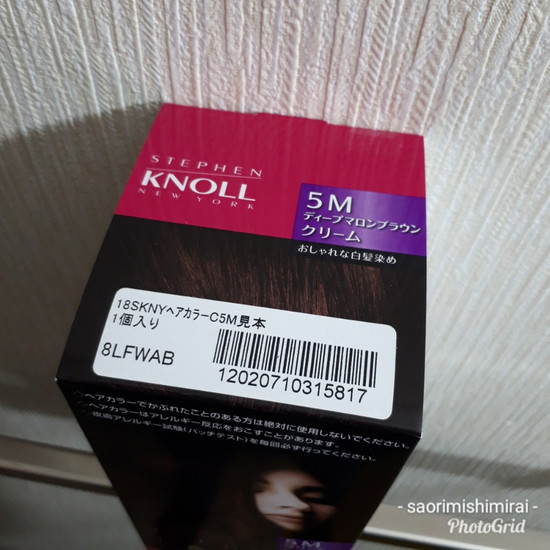 STEPHEN
KNOLL
NEW YORK
5M
ディープマロンブラウン
クリーム
おしゃれな白髪染め
18SKNYヘアカラーC5M見本
1個入り
8LFWAB
12020710315817
◇ヘアカラーでかぶれたことのある方は絶対に使用しないでください。
◇ヘアカラーはアレルギー反応をおこすことがあります。
皮膚アレルギー試験(パッチテスト)を毎回必ず行ってください。
5M
- saorimishimirai -
PhotoGrid